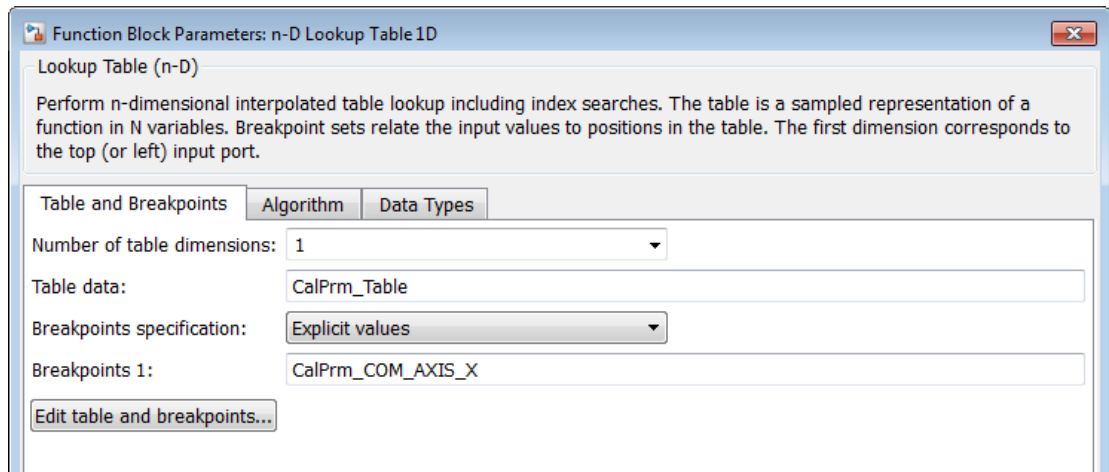 Function Block Parameters: n-D Lookup Table 1D
Lookup Table (n-D)
Perform n-dimensional interpolated table lookup including index searches. The table is a sampled representation of a
function in N variables. Breakpoint sets relate the input values to positions in the table. The first dimension corresponds to
the top (or left) input port.
Table and Breakpoints Algorithm Data Types
Number of table dimensions: 1
Table data: CalPrm_Table
Breakpoints specification: Explicit values
Breakpoints 1: CalPrm_COM_AXIS_X
Edit table and breakpoints...